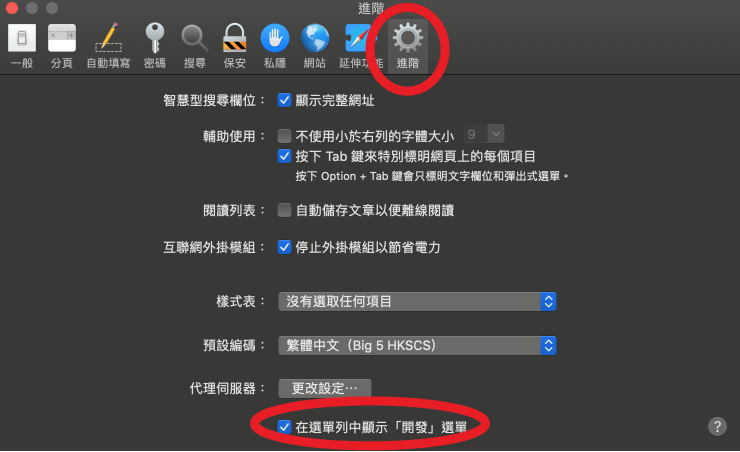 進階
一般 分頁 自動填寫 密碼 搜尋 保安 私隱 網站 延伸功能 進階
智慧型搜尋欄位： 顯示完整網址
輔助使用： 不使用小於右列的字體大小 9
按下 Tab 鍵來特別標明網頁上的每個項目
按下 Option + Tab 鍵會只標明文字欄位和彈出式選單。
閱讀列表： 自動儲存文章以便離線閱讀
互聯網外掛模組： 停止外掛模組以節省電力
樣式表： 沒有選取任何項目
預設編碼： 繁體中文（Big 5 HKSCS）
代理伺服器： 更改設定⋯
在選單列中顯示「開發」選單
?